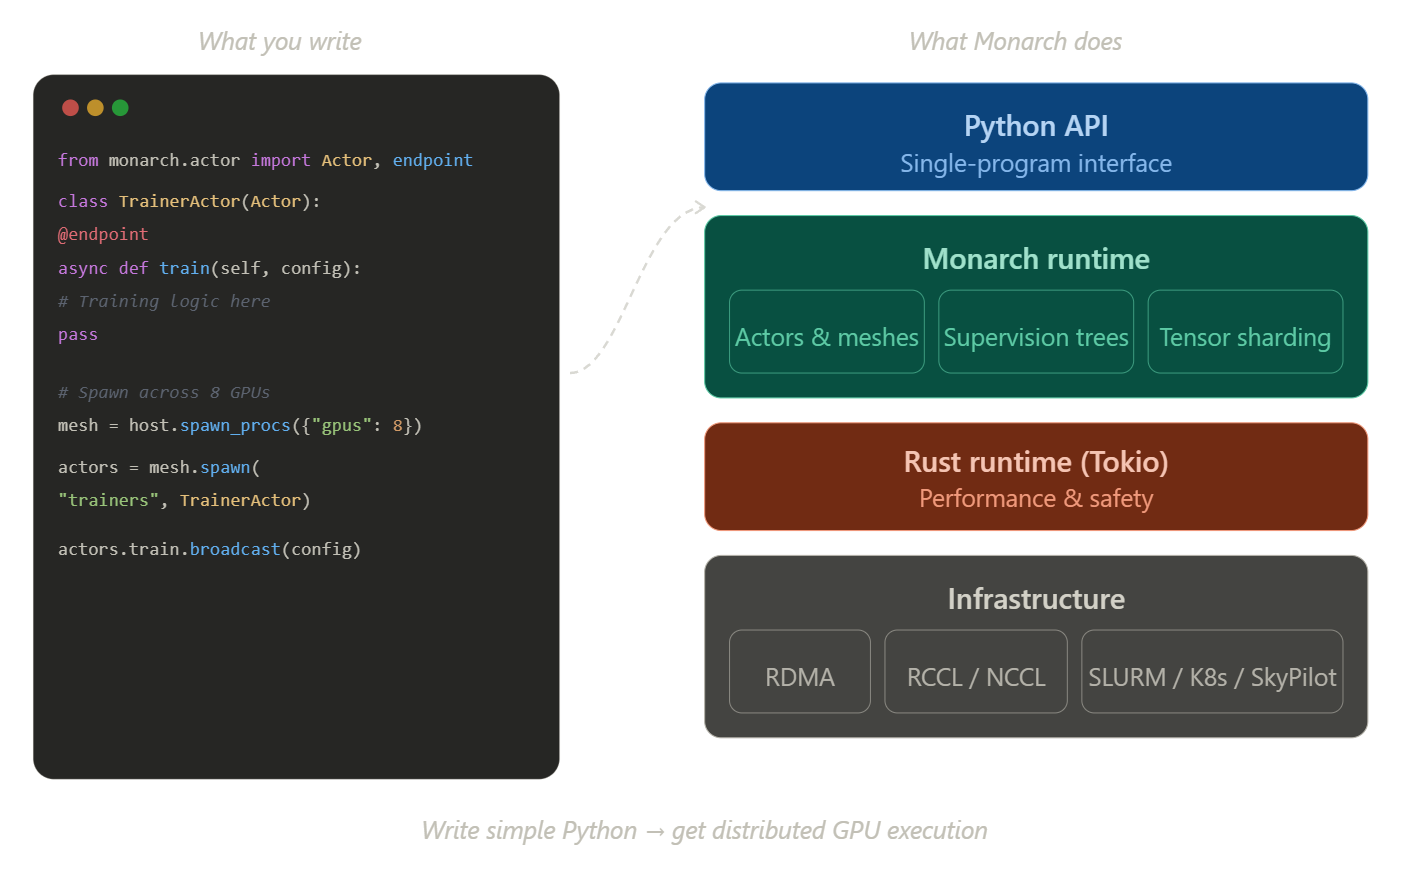 What you write
from monarch.actor import Actor, endpoint
class TrainerActor(Actor):
@endpoint
async def train(self, config):
# Training logic here
pass
# Spawn across 8 GPUs
mesh = host.spawn_procs({"gpus": 8})
actors = mesh.spawn(
"trainers", TrainerActor)
actors.train.broadcast(config)
What Monarch does
Python API
Single-program interface
Monarch runtime
Actors & meshes
Supervision trees
Tensor sharding
Rust runtime (Tokio)
Performance & safety
Infrastructure
RDMA
RCCL / NCCL
SLURM / K8s / SkyPilot
Write simple Python → get distributed GPU execution